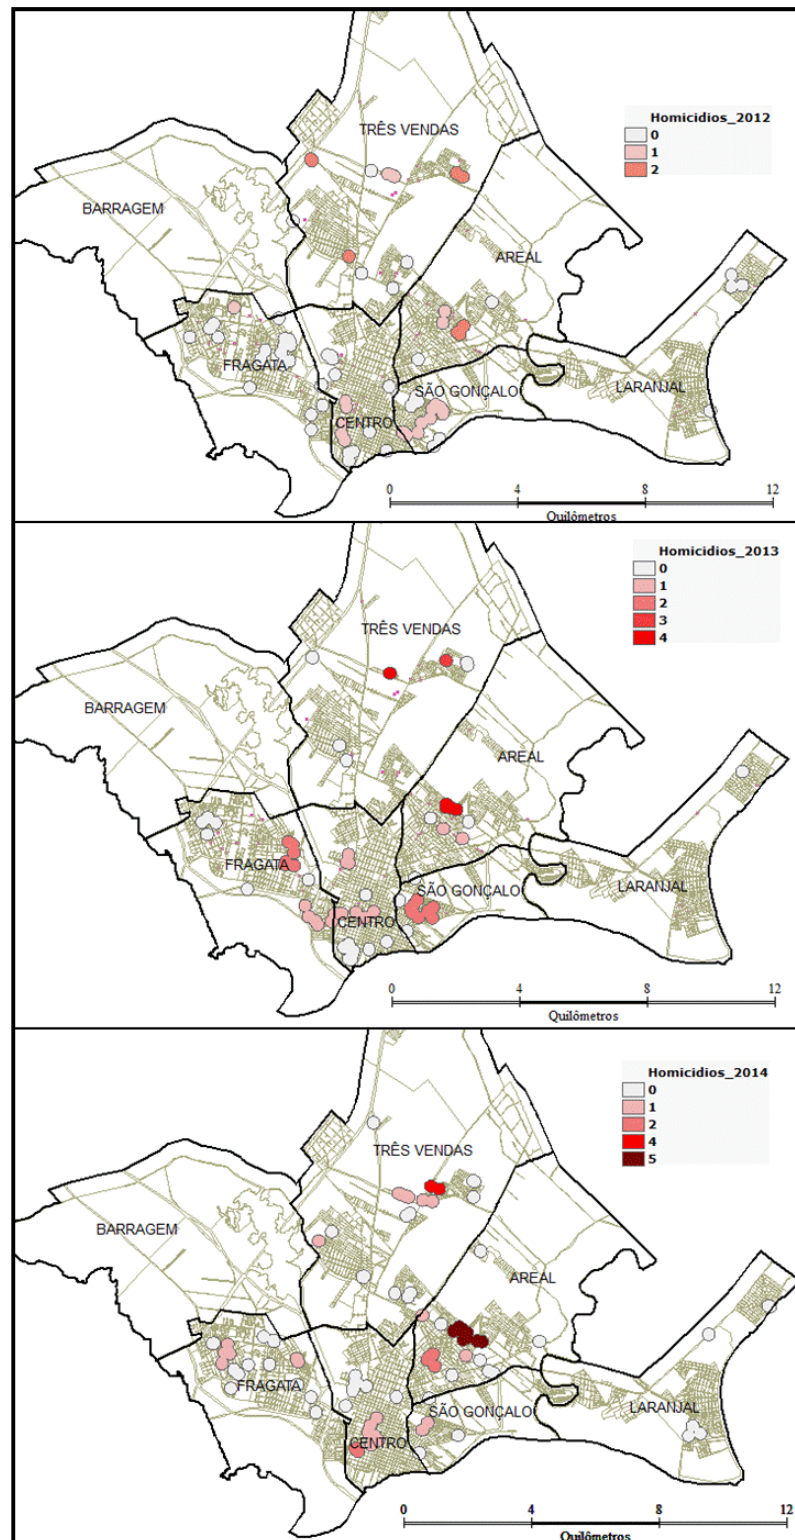 Homicidios_2012
0
1
2
TRÊS VENDAS
BARRAGEM
AREAL
FRAGATA
SÃO GONÇALO
LARANJAL
CENTRO
0 4 8 12
Quilômetros
Homicidios_2013
0
1
2
3
4
TRÊS VENDAS
BARRAGEM
AREAL
FRAGATA
SÃO GONÇALO
LARANJAL
CENTRO
0 4 8 12
Quilômetros
Homicidios_2014
0
1
2
4
5
TRÊS VENDAS
BARRAGEM
AREAL
FRAGATA
SÃO GONÇALO
LARANJAL
CENTRO
0 4 8 12
Quilômetros